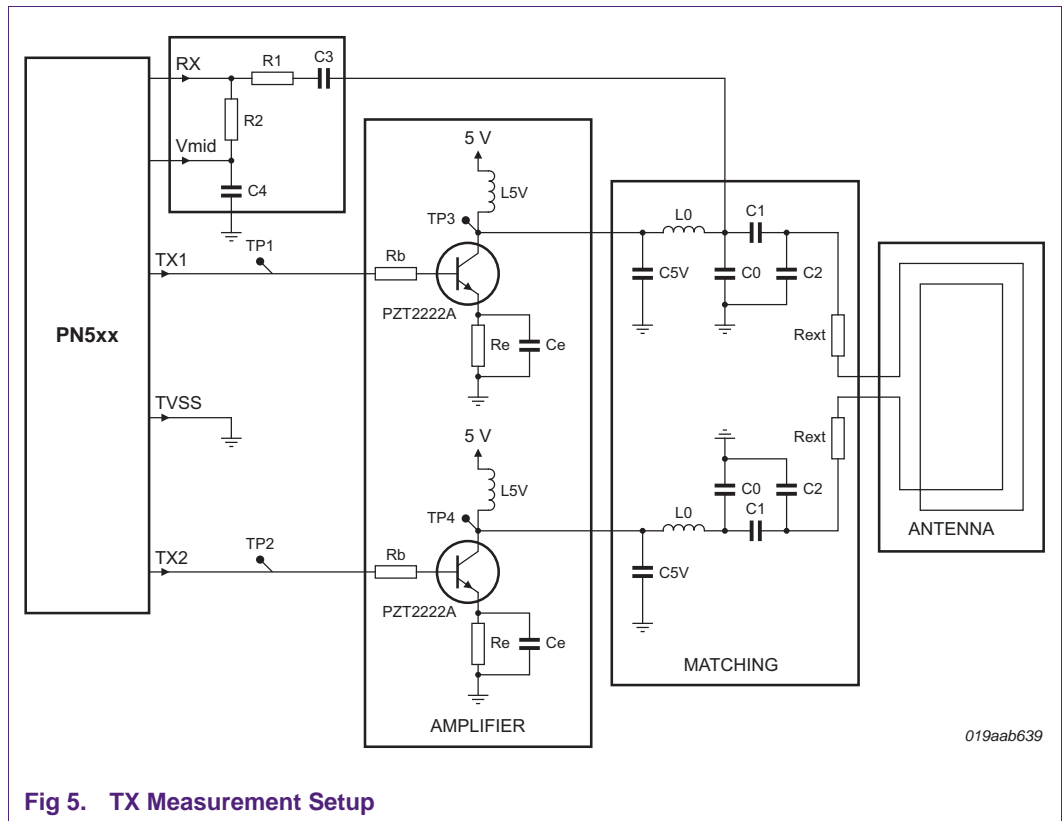 RX
R1
C3
R2
Vmid
C4
5 V
L5V
TP3
TX1
TP1
Rb
PZT2222A
Re
Ce
L0
C1
C5V
C0
C2
Rext
PN5xx
TVSS
5 V
L5V
TP4
TX2
TP2
Rb
PZT2222A
Re
Ce
Rext
C0
C2
L0
C1
C5V
ANTENNA
MATCHING
AMPLIFIER
019aab639
Fig 5. TX Measurement Setup